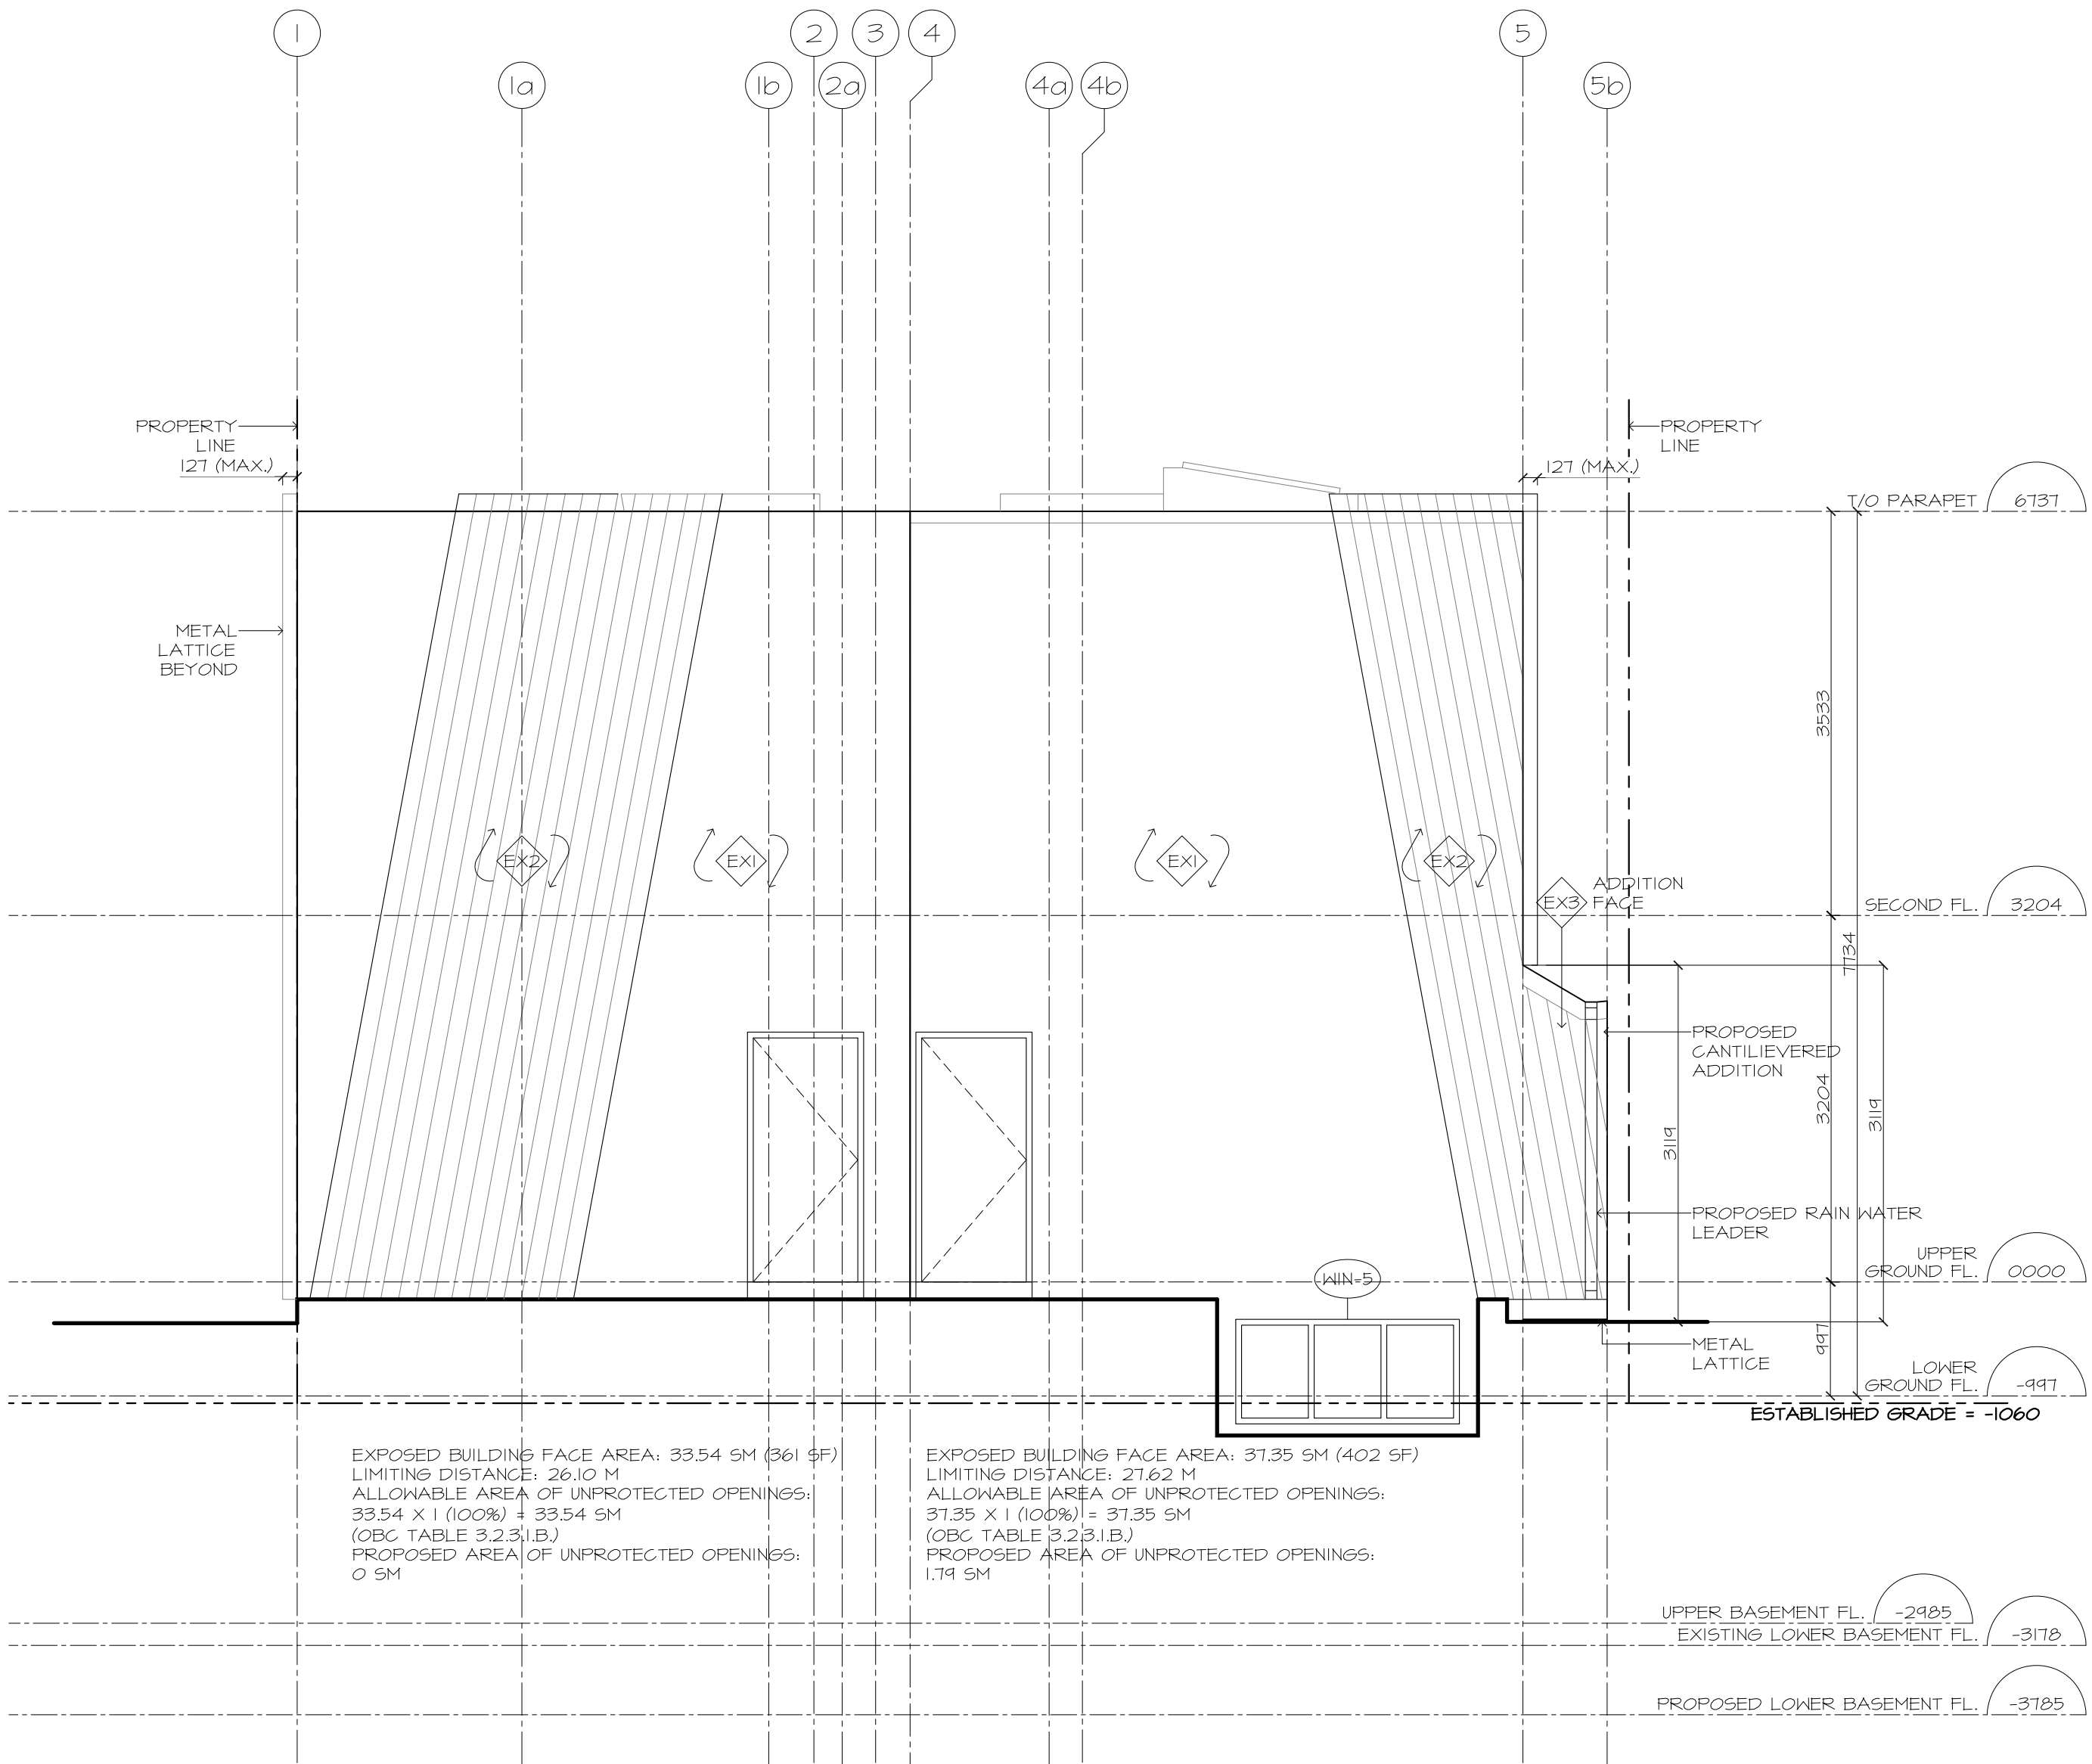 1
2
3
4
5
1a
1b
2a
4a
4b
5b
PROPERTY
LINE
127 (MAX.)
PROPERTY
LINE
127 (MAX.)
T/O PARAPET
6737
METAL
LATTICE
BEYOND
3533
EX2
EX1
EX1
EX2
EX3
ADDITION
FACE
SECOND FL.
3204
7734
PROPOSED
CANTILIEVERED
ADDITION
3204
3119
3119
PROPOSED RAIN WATER
LEADER
UPPER
GROUND FL.
0000
WIN-5
997
METAL
LATTICE
LOWER
GROUND FL.
-997
ESTABLISHED GRADE = -1060
EXPOSED BUILDING FACE AREA: 33.54 SM (361 SF)
LIMITING DISTANCE: 26.10 M
ALLOWABLE AREA OF UNPROTECTED OPENINGS:
33.54 X 1 (100%) = 33.54 SM
(OBC TABLE 3.2.3.1.B.)
PROPOSED AREA OF UNPROTECTED OPENINGS:
0 SM
EXPOSED BUILDING FACE AREA: 37.35 SM (402 SF)
LIMITING DISTANCE: 27.62 M
ALLOWABLE AREA OF UNPROTECTED OPENINGS:
37.35 X 1 (100%) = 37.35 SM
(OBC TABLE 3.2.3.1.B.)
PROPOSED AREA OF UNPROTECTED OPENINGS:
1.79 SM
UPPER BASEMENT FL.
-2985
EXISTING LOWER BASEMENT FL.
-3178
PROPOSED LOWER BASEMENT FL.
-3785